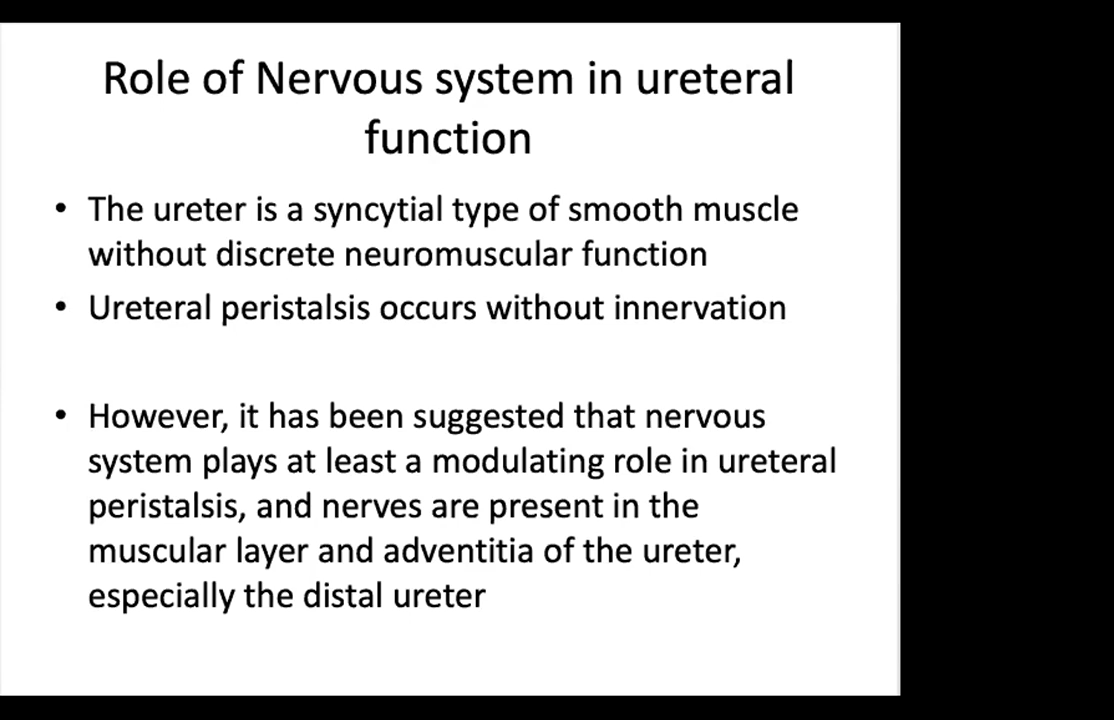 Role of Nervous system in ureteral
function
• The ureter is a syncytial type of smooth muscle
without discrete neuromuscular function
• Ureteral peristalsis occurs without innervation
• However, it has been suggested that nervous
system plays at least a modulating role in ureteral
peristalsis, and nerves are present in the
muscular layer and adventitia of the ureter,
especially the distal ureter